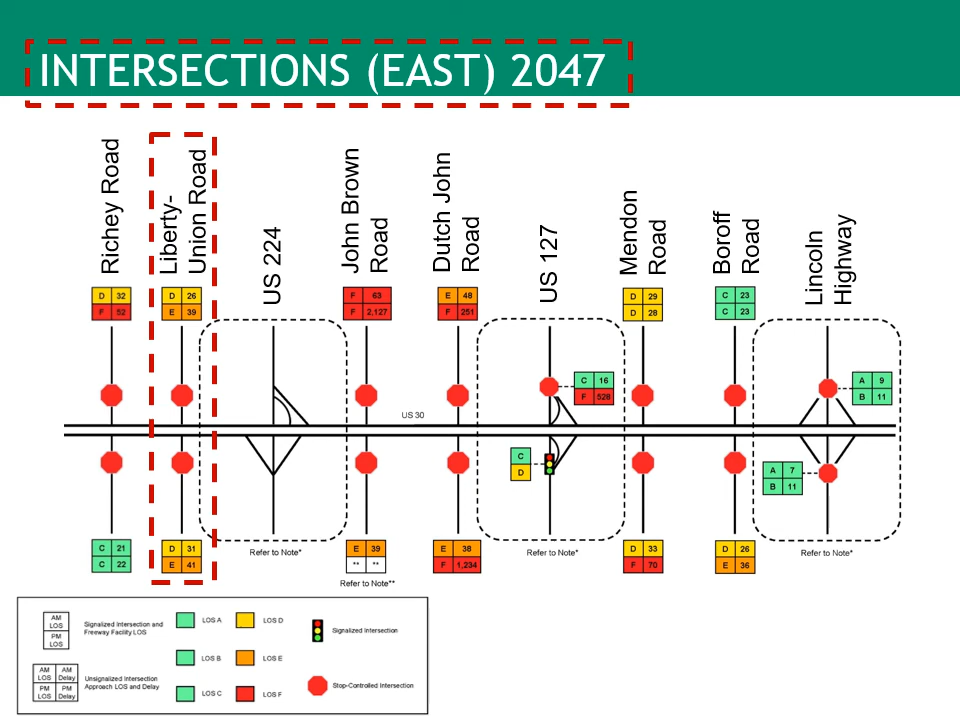 INTERSECTIONS (EAST) 2047
Richey Road
Liberty-
Union Road
US 224
John Brown
Road
Dutch John
Road
US 127
Mendon
Road
Boroff
Road
Lincoln
Highway
D 32
F 52
D 26
E 39
F 63
F 2,127
E 48
F 251
D 29
D 28
C 23
C 23
C 16
F 528
A 9
B 11
US 30
C
D
A 7
B 11
C 21
C 22
D 31
E 41
Refer to Note*
E 39
** **
Refer to Note**
E 38
F 1,234
Refer to Note*
D 33
F 70
D 26
E 36
Refer to Note*
AM
LOS
PM
LOS
Signalized Intersection and
Freeway Facility LOS
AM
LOS
AM
Delay
PM
LOS
PM
Delay
Unsignalized Intersection
Approach LOS and Delay
LOS A
LOS B
LOS C
LOS D
LOS E
LOS F
Signalized Intersection
Stop-Controlled Intersection